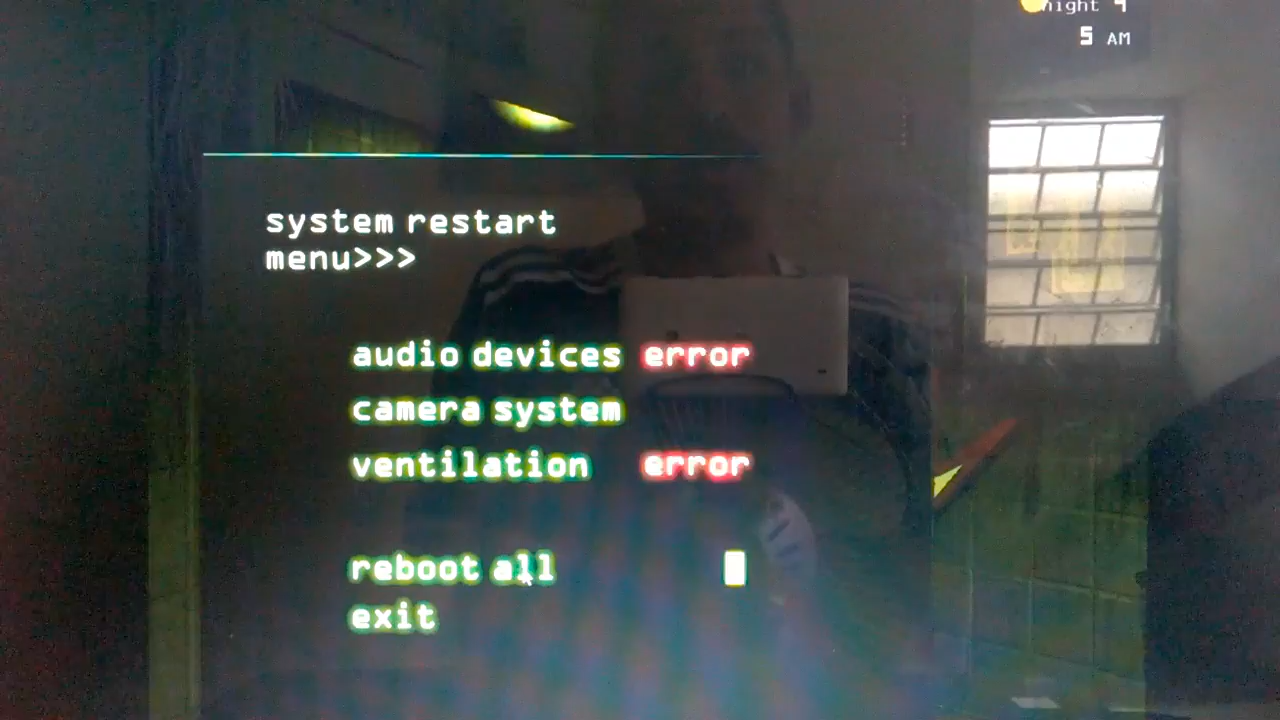 night 4
5 AM
system restart
menu>>>
audio devices error
camera system
ventilation error
reboot all
exit